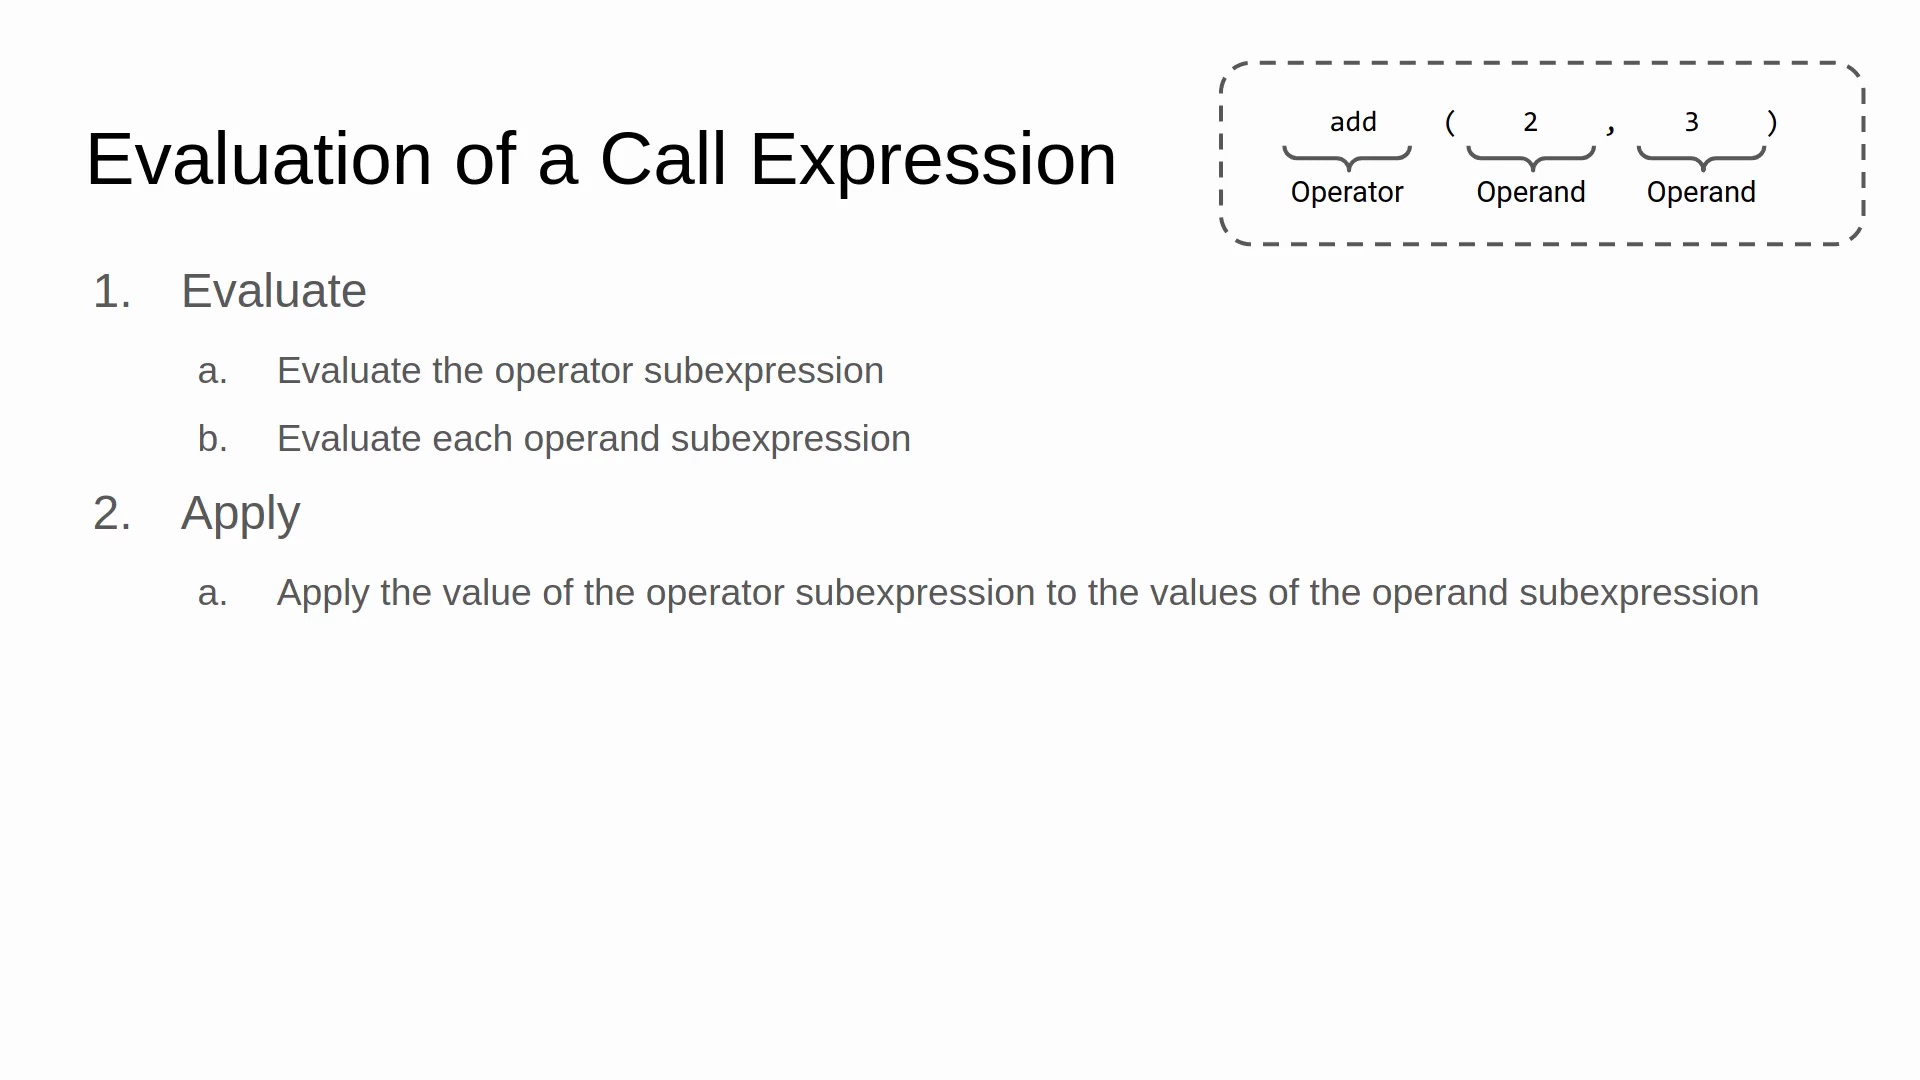 Evaluation of a Call Expression
add ( 2 , 3 )
Operator Operand Operand
1. Evaluate
a. Evaluate the operator subexpression
b. Evaluate each operand subexpression
2. Apply
a. Apply the value of the operator subexpression to the values of the operand subexpression